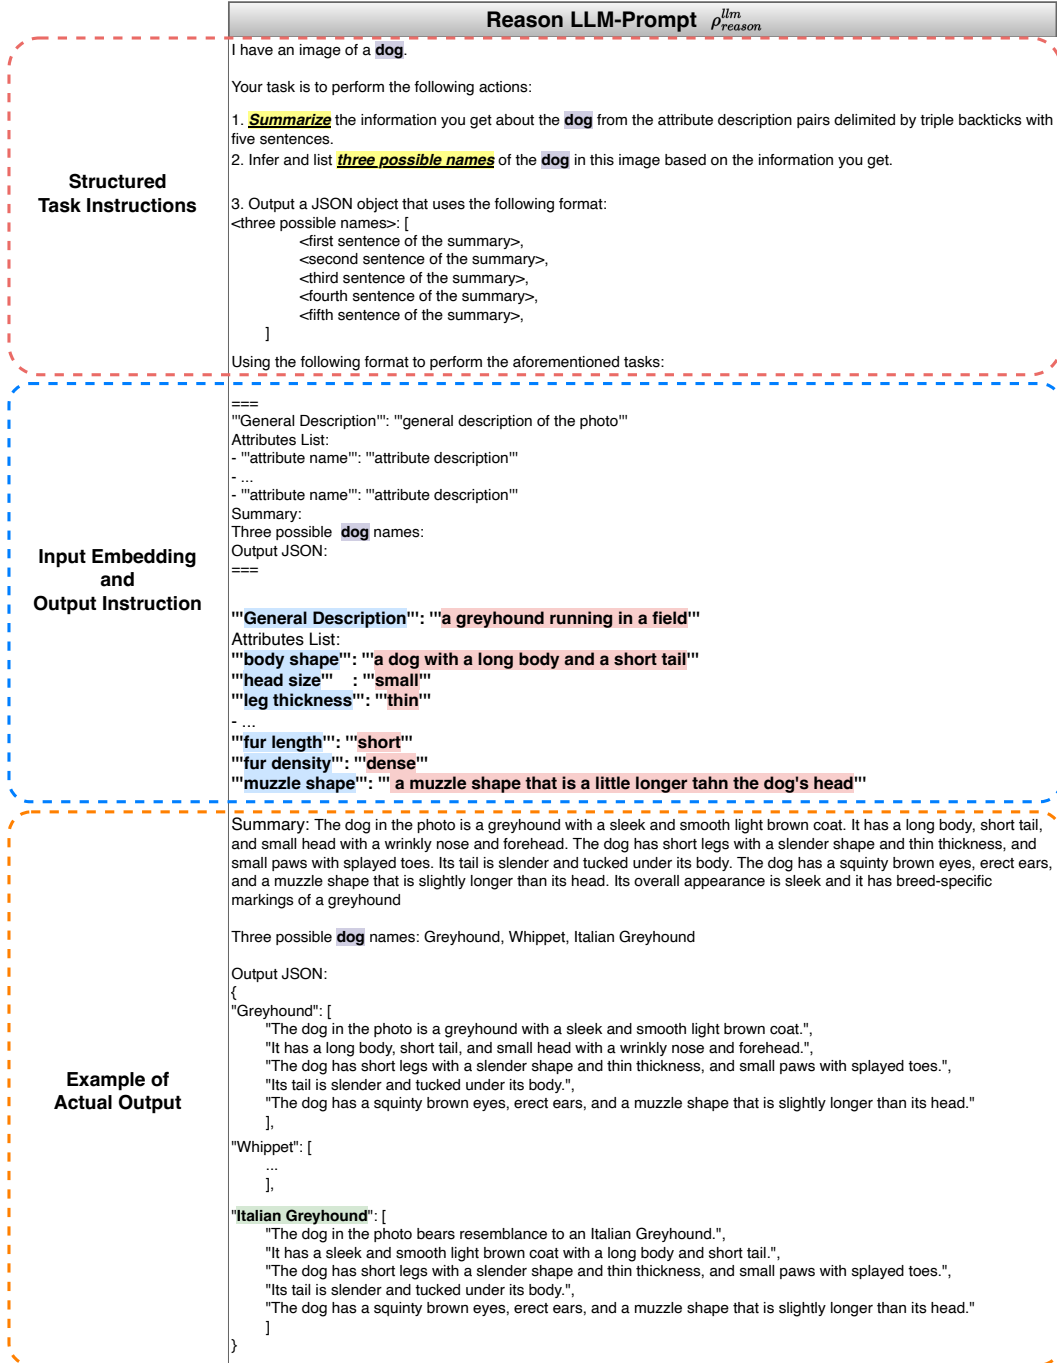 Reason LLM-Prompt ρ^{llm}_{reason}
Structured
Task Instructions
I have an image of a dog.
Your task is to perform the following actions:
1. Summarize the information you get about the dog from the attribute description pairs delimited by triple backticks with
five sentences.
2. Infer and list three possible names of the dog in this image based on the information you get.
3. Output a JSON object that uses the following format:
<three possible names>: [
<first sentence of the summary>,
<second sentence of the summary>,
<third sentence of the summary>,
<fourth sentence of the summary>,
<fifth sentence of the summary>,
]
Using the following format to perform the aforementioned tasks:
Input Embedding
and
Output Instruction
===
'''General Description''': '''general description of the photo'''
Attributes List:
- '''attribute name''': '''attribute description'''
- ...
- '''attribute name''': '''attribute description'''
Summary:
Three possible dog names:
Output JSON:
===
'''General Description''': '''a greyhound running in a field'''
Attributes List:
'''body shape''': '''a dog with a long body and a short tail'''
'''head size''' : '''small'''
'''leg thickness''': '''thin'''
- ...
'''fur length''': '''short'''
'''fur density''': '''dense'''
'''muzzle shape''': ''' a muzzle shape that is a little longer tahn the dog's head'''
Example of
Actual Output
Summary: The dog in the photo is a greyhound with a sleek and smooth light brown coat. It has a long body, short tail,
and small head with a wrinkly nose and forehead. The dog has short legs with a slender shape and thin thickness, and
small paws with splayed toes. Its tail is slender and tucked under its body. The dog has a squinty brown eyes, erect ears,
and a muzzle shape that is slightly longer than its head. Its overall appearance is sleek and it has breed-specific
markings of a greyhound
Three possible dog names: Greyhound, Whippet, Italian Greyhound
Output JSON:
{
"Greyhound": [
"The dog in the photo is a greyhound with a sleek and smooth light brown coat.",
"It has a long body, short tail, and small head with a wrinkly nose and forehead.",
"The dog has short legs with a slender shape and thin thickness, and small paws with splayed toes.",
"Its tail is slender and tucked under its body.",
"The dog has a squinty brown eyes, erect ears, and a muzzle shape that is slightly longer than its head."
],
"Whippet": [
...
],
"Italian Greyhound": [
"The dog in the photo bears resemblance to an Italian Greyhound.",
"It has a sleek and smooth light brown coat with a long body and short tail.",
"The dog has short legs with a slender shape and thin thickness, and small paws with splayed toes.",
"Its tail is slender and tucked under its body.",
"The dog has a squinty brown eyes, erect ears, and a muzzle shape that is slightly longer than its head."
]
}